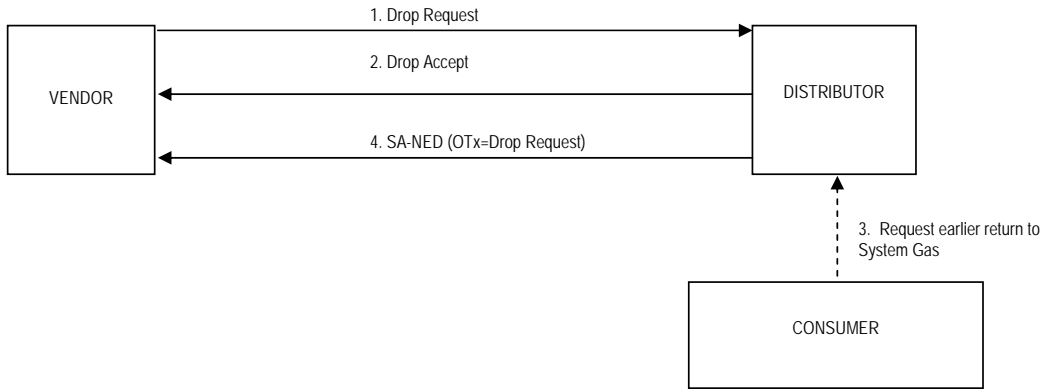 1. Drop Request
2. Drop Accept
VENDOR
DISTRIBUTOR
4. SA-NED (OTx=Drop Request)
3. Request earlier return to
System Gas
CONSUMER